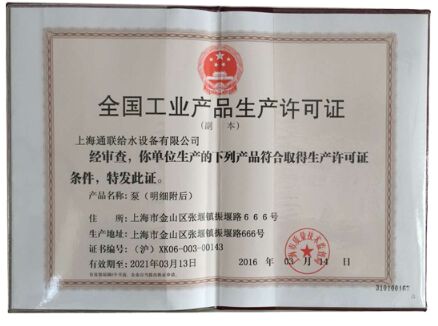 全国工业产品生产许可证
(副 本)
上海通联给水设备有限公司
经审查，你单位生产的下列产品符合取得生产许可证
条件，特发此证。
产品名称：泵（明细附后）
住 所：上海市金山区张堰镇振堰路６６６号
生产地址：上海市金山区张堰镇振堰路666号
证书编号：（沪）XK06-003-00143
有效期至：2021年03月13日
2016 年 03 月 14 日